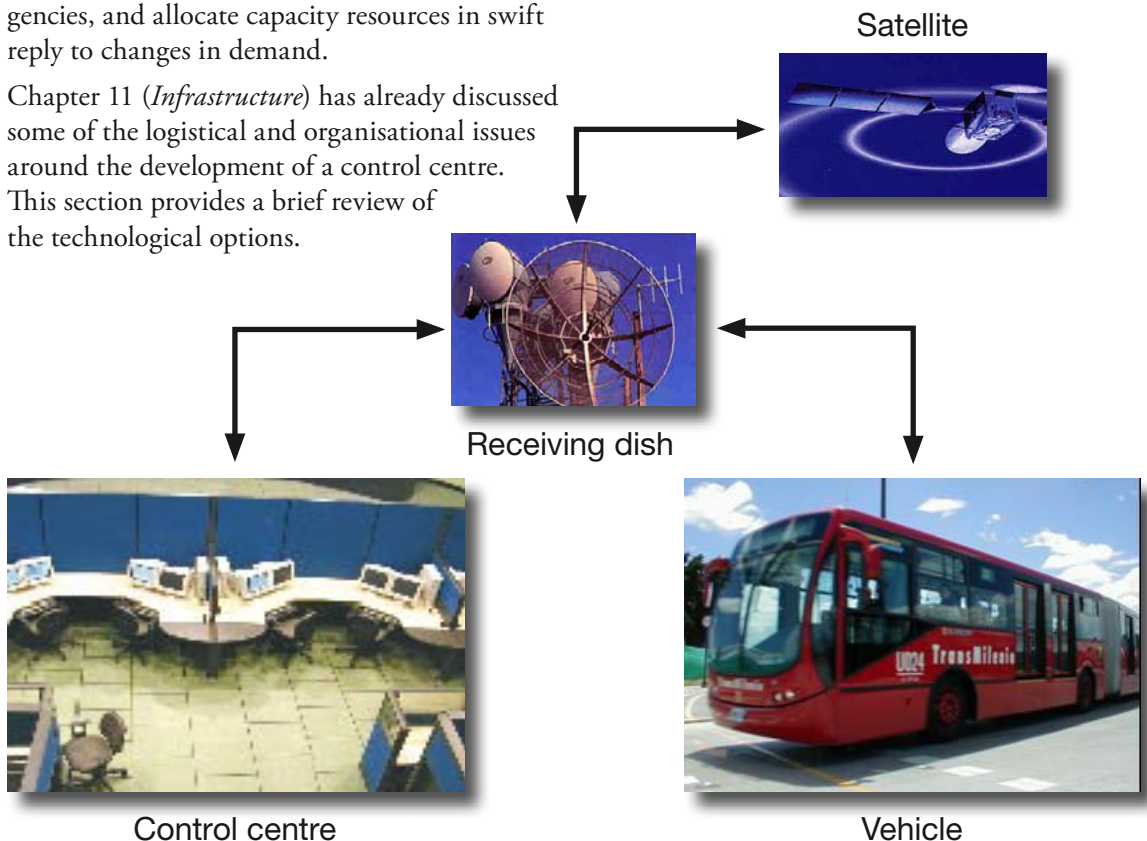 gencies, and allocate capacity resources in swift
reply to changes in demand.
Chapter 11 (Infrastructure) has already discussed
some of the logistical and organisational issues
around the development of a control centre.
This section provides a brief review of
the technological options.
Satellite
Receiving dish
Control centre
U024 TransMilenio
Vehicle